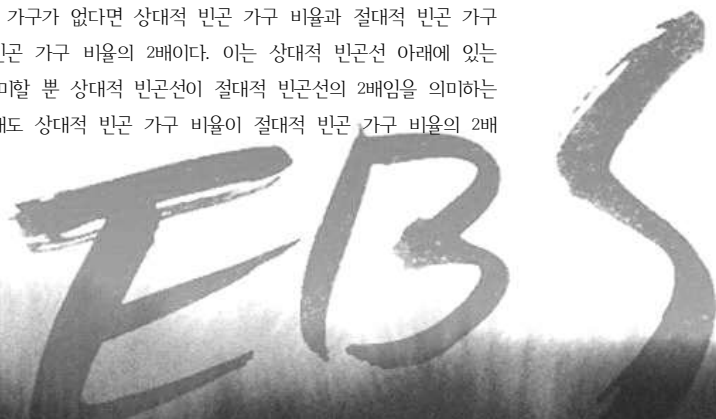 가구가 없다면 상대적 빈곤 가구 비율과 절대적 빈곤 가구
빈곤 가구 비율의 2배이다. 이는 상대적 빈곤선 아래에 있는
미할 뿐 상대적 빈곤선이 절대적 빈곤선의 2배임을 의미하는
도 상대적 빈곤 가구 비율이 절대적 빈곤 가구 비율의 2배
EBS